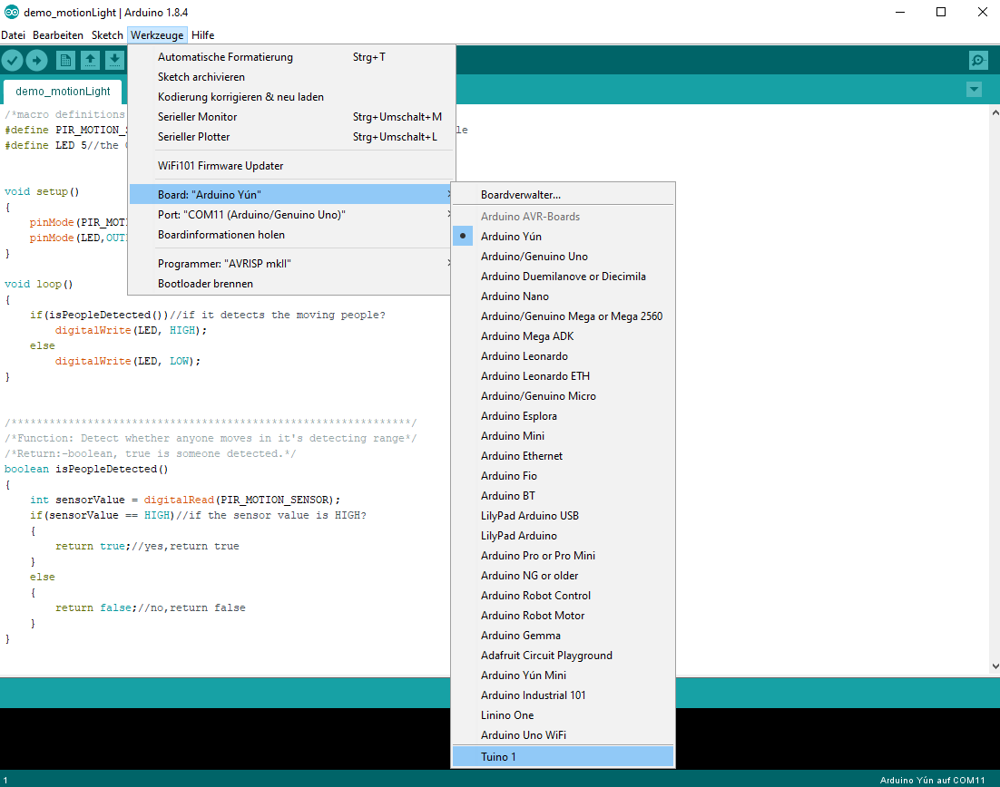 demo_motionLight | Arduino 1.8.4
Datei Bearbeiten Sketch Werkzeuge Hilfe
demo_motionLight
Automatische Formatierung Strg+T
Sketch archivieren
Kodierung korrigieren & neu laden
Serieller Monitor Strg+Umschalt+M
Serieller Plotter Strg+Umschalt+L
WiFi101 Firmware Updater
Board: "Arduino Yún"
Port: "COM11 (Arduino/Genuino Uno)"
Boardinformationen holen
Programmer: "AVRISP mkII"
Bootloader brennen
Boardverwalter...
Arduino AVR-Boards
Arduino Yún
Arduino/Genuino Uno
Arduino Duemilanove or Diecimila
Arduino Nano
Arduino/Genuino Mega or Mega 2560
Arduino Mega ADK
Arduino Leonardo
Arduino Leonardo ETH
Arduino/Genuino Micro
Arduino Esplora
Arduino Mini
Arduino Ethernet
Arduino Fio
Arduino BT
LilyPad Arduino USB
LilyPad Arduino
Arduino Pro or Pro Mini
Arduino NG or older
Arduino Robot Control
Arduino Robot Motor
Arduino Gemma
Adafruit Circuit Playground
Arduino Yún Mini
Arduino Industrial 101
Linino One
Arduino Uno WiFi
Tuino 1
/*macro definitions
#define PIR_MOTION_ le
#define LED 5//the
void setup()
{
pinMode(PIR_MOT
pinMode(LED,OUT
}
void loop()
{
if(isPeopleDetected())//if it detects the moving people?
digitalWrite(LED, HIGH);
else
digitalWrite(LED, LOW);
}
/***************************************************************/
/*Function: Detect whether anyone moves in it's detecting range*/
/*Return:-boolean, true is someone detected.*/
boolean isPeopleDetected()
{
int sensorValue = digitalRead(PIR_MOTION_SENSOR);
if(sensorValue == HIGH)//if the sensor value is HIGH?
{
return true;//yes,return true
}
else
{
return false;//no,return false
}
}
1 Arduino Yún auf COM11